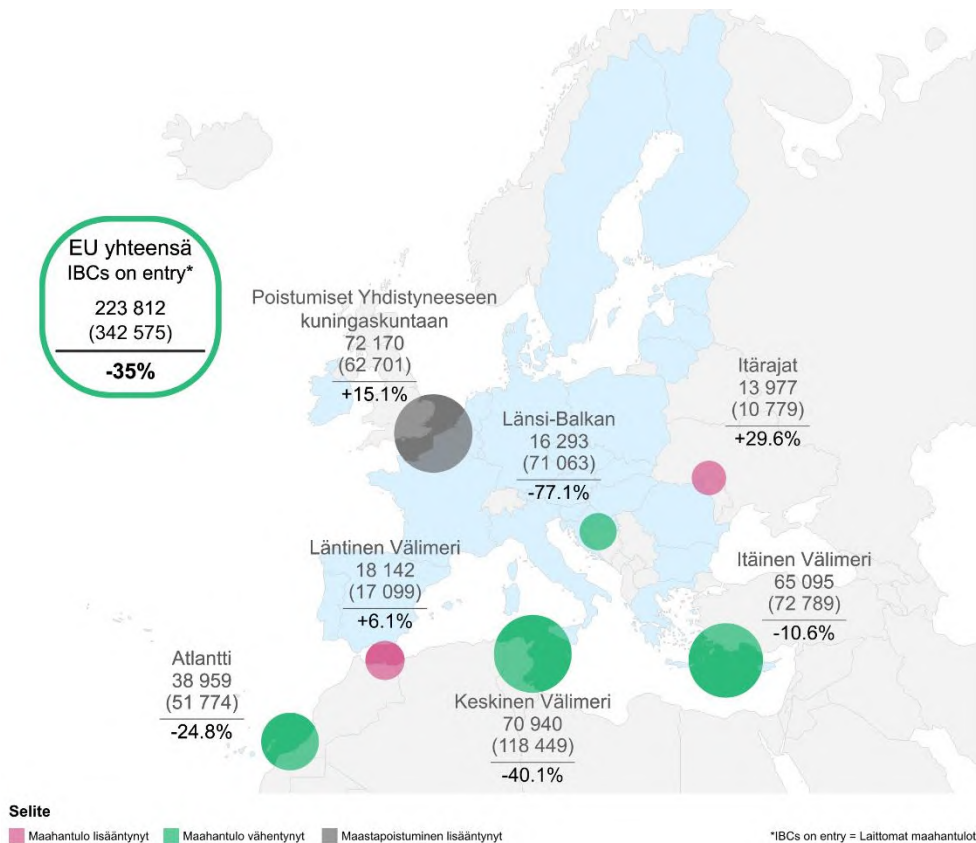 EU yhteensä
IBCs on entry*
223 812
(342 575)
-35%
Poistumiset Yhdistyneeseen
kuningaskuntaan
72 170
(62 701)
+15.1%
Itärajat
13 977
(10 779)
+29.6%
Länsi-Balkan
16 293
(71 063)
-77.1%
Läntinen Välimeri
18 142
(17 099)
+6.1%
Itäinen Välimeri
65 095
(72 789)
-10.6%
Atlantti
38 959
(51 774)
-24.8%
Keskinen Välimeri
70 940
(118 449)
-40.1%
Selite
Maahantulo lisääntynyt
Maahantulo vähentynyt
Maastapoistuminen lisääntynyt
*IBCs on entry = Laittomat maahantulot